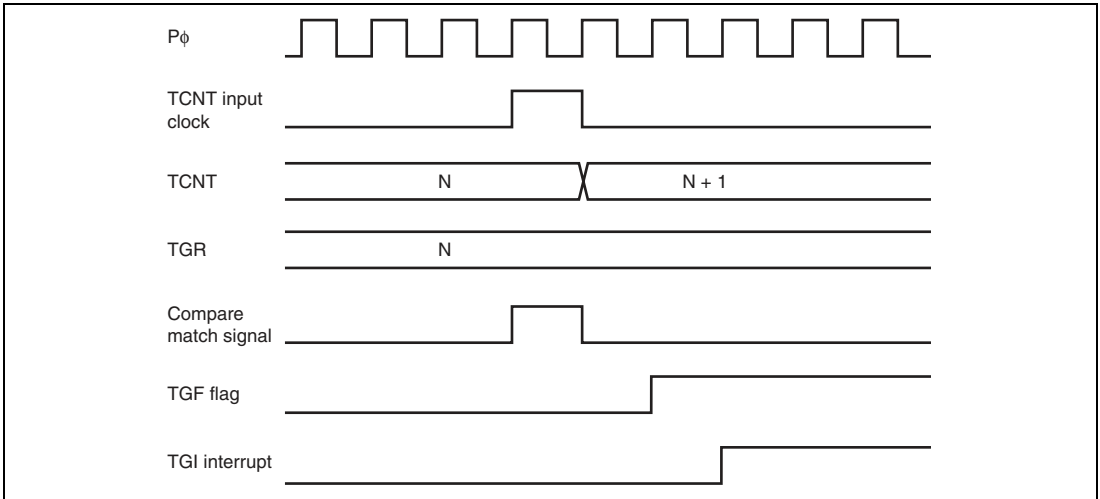 Pϕ
TCNT input
clock
TCNT
N
N + 1
TGR
N
Compare
match signal
TGF flag
TGI interrupt